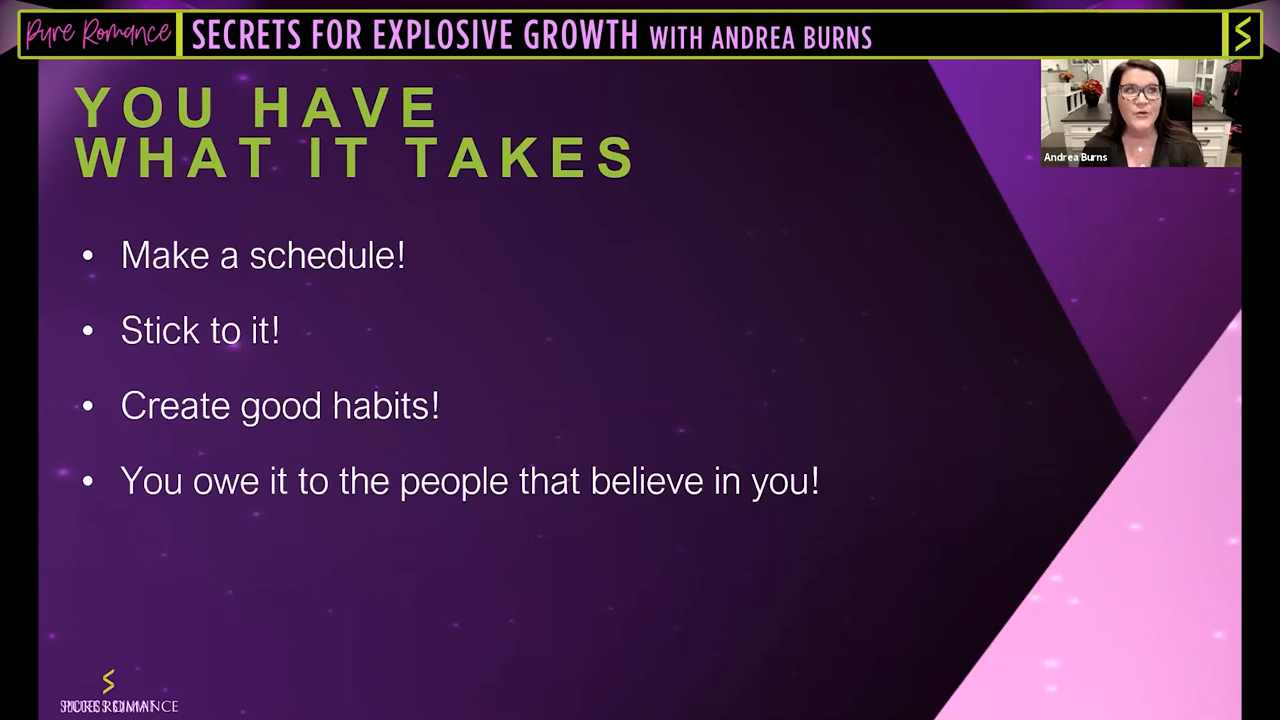 Pure Romance SECRETS FOR EXPLOSIVE GROWTH WITH ANDREA BURNS
YOU HAVE
WHAT IT TAKES
Andrea Burns
• Make a schedule!
• Stick to it!
• Create good habits!
• You owe it to the people that believe in you!